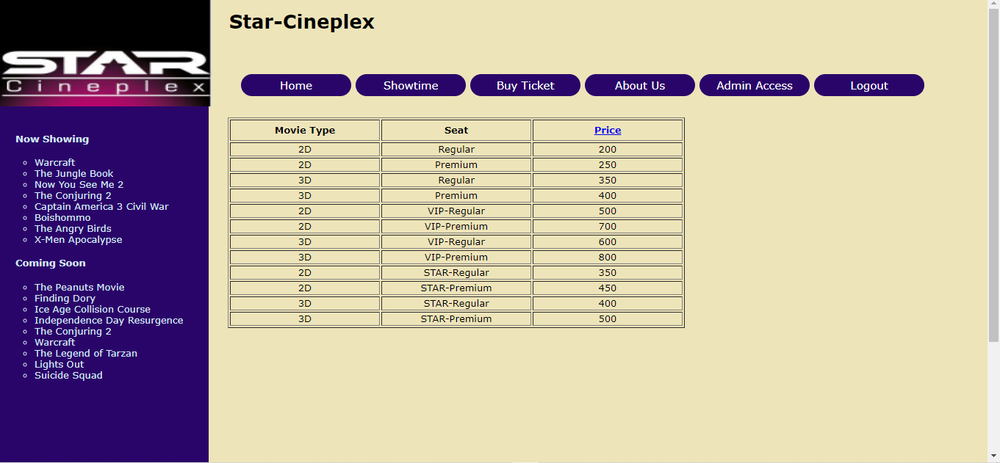 STAR
Cineplex
Star-Cineplex
Home Showtime Buy Ticket About Us Admin Access Logout
Now Showing
Warcraft
The Jungle Book
Now You See Me 2
The Conjuring 2
Captain America 3 Civil War
Boishommo
The Angry Birds
X-Men Apocalypse
Coming Soon
The Peanuts Movie
Finding Dory
Ice Age Collision Course
Independence Day Resurgence
The Conjuring 2
Warcraft
The Legend of Tarzan
Lights Out
Suicide Squad
Movie Type Seat Price
2D Regular 200
2D Premium 250
3D Regular 350
3D Premium 400
2D VIP-Regular 500
2D VIP-Premium 700
3D VIP-Regular 600
3D VIP-Premium 800
2D STAR-Regular 350
2D STAR-Premium 450
3D STAR-Regular 400
3D STAR-Premium 500